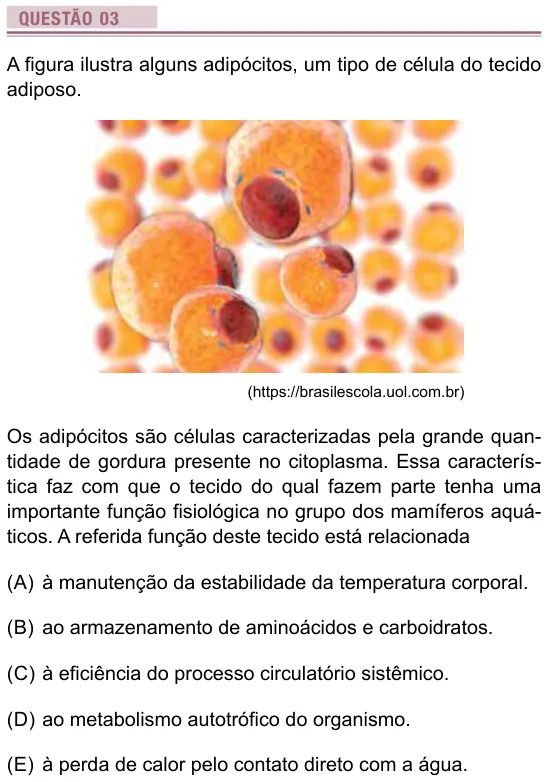 QUESTÃO 03
A figura ilustra alguns adipócitos, um tipo de célula do tecido
adiposo.
(https://brasilescola.uol.com.br)
Os adipócitos são células caracterizadas pela grande quan-
tidade de gordura presente no citoplasma. Essa caracterís-
tica faz com que o tecido do qual fazem parte tenha uma
importante função fisiológica no grupo dos mamíferos aquá-
ticos. A referida função deste tecido está relacionada
(A) à manutenção da estabilidade da temperatura corporal.
(B) ao armazenamento de aminoácidos e carboidratos.
(C) à eficiência do processo circulatório sistêmico.
(D) ao metabolismo autotrófico do organismo.
(E) à perda de calor pelo contato direto com a água.